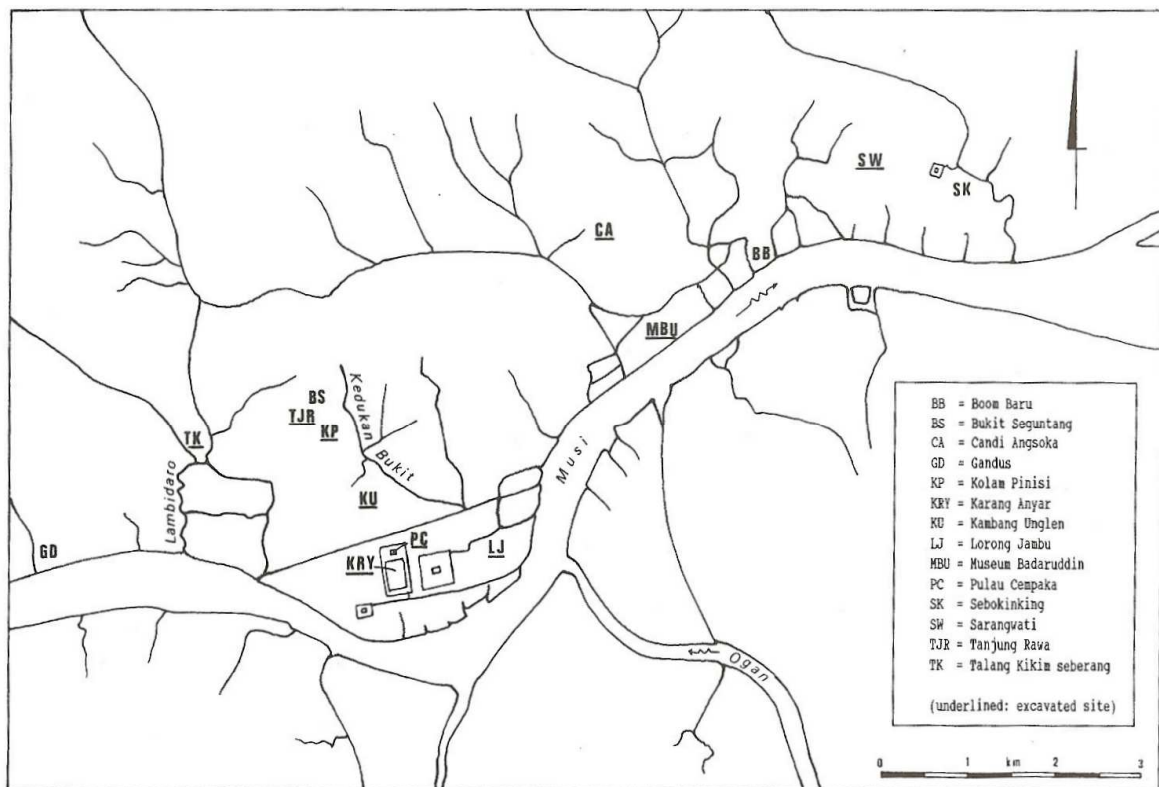 SW
SK
CA
BB
MBU
Kedukan
BS
TJR
KP
Bukit
TK
Musi
Lambidaro
KU
GD
PC
LJ
KRY
Ogan
BB = Boom Baru
BS = Bukit Seguntang
CA = Candi Angsoka
GD = Gandus
KP = Kolam Pinisi
KRY = Karang Anyar
KU = Kambang Unglen
LJ = Lorong Jambu
MBU = Museum Badaruddin
PC = Pulau Cempaka
SK = Sebokinking
SW = Sarangwati
TJR = Tanjung Rawa
TK = Talang Kikim seberang
(underlined: excavated site)
0 1 km 2 3